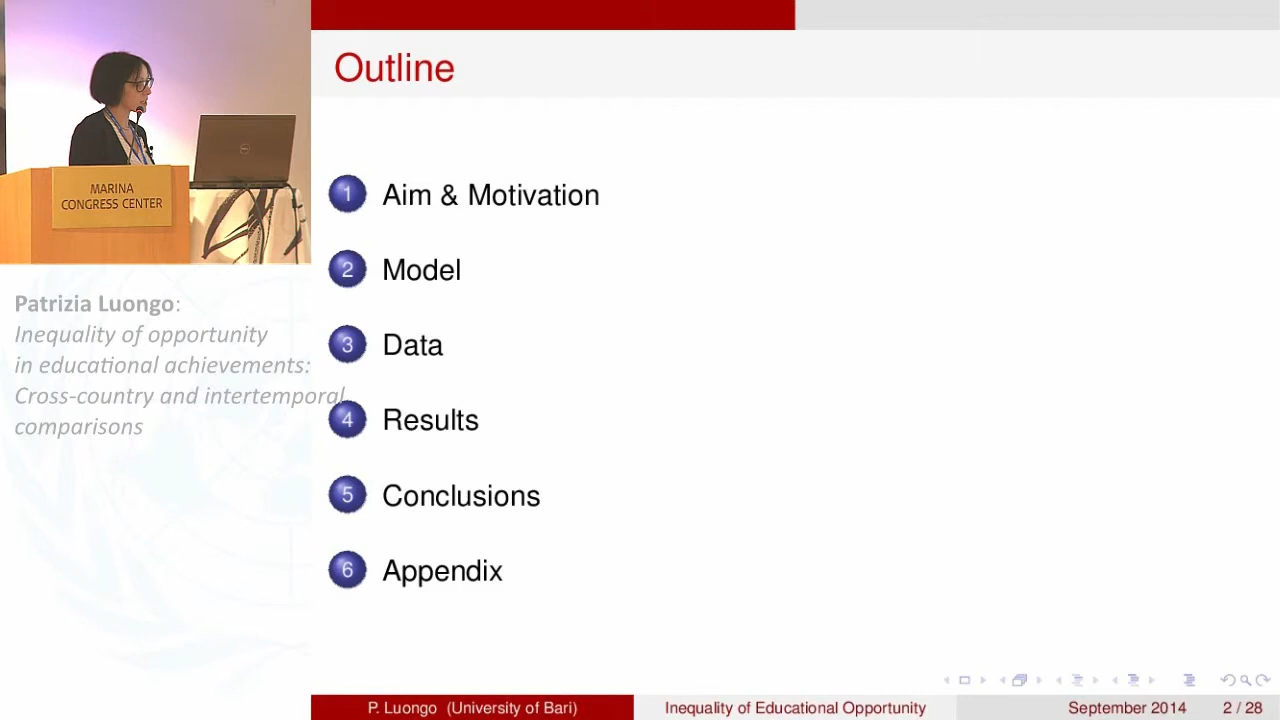 MARINA
CONGRESS CENTER
Patrizia Luongo:
Inequality of opportunity
in educational achievements:
Cross-country and intertemporal
comparisons
Outline
1 Aim & Motivation
2 Model
3 Data
4 Results
5 Conclusions
6 Appendix
P. Luongo (University of Bari) Inequality of Educational Opportunity September 2014 2 / 28